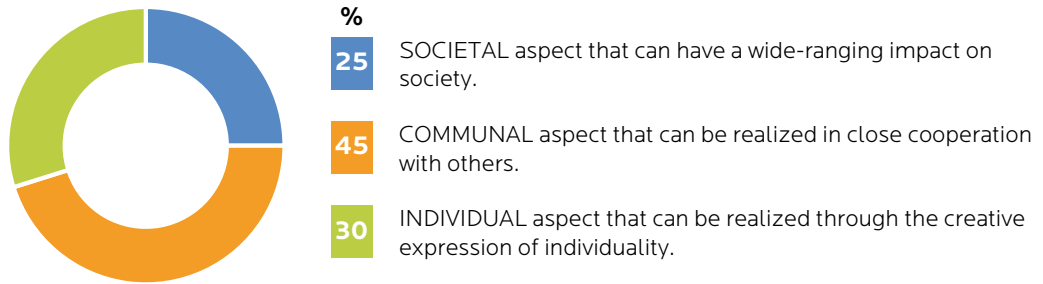 %
25
SOCIETAL aspect that can have a wide-ranging impact on
society.
45
COMMUNAL aspect that can be realized in close cooperation
with others.
30
INDIVIDUAL aspect that can be realized through the creative
expression of individuality.